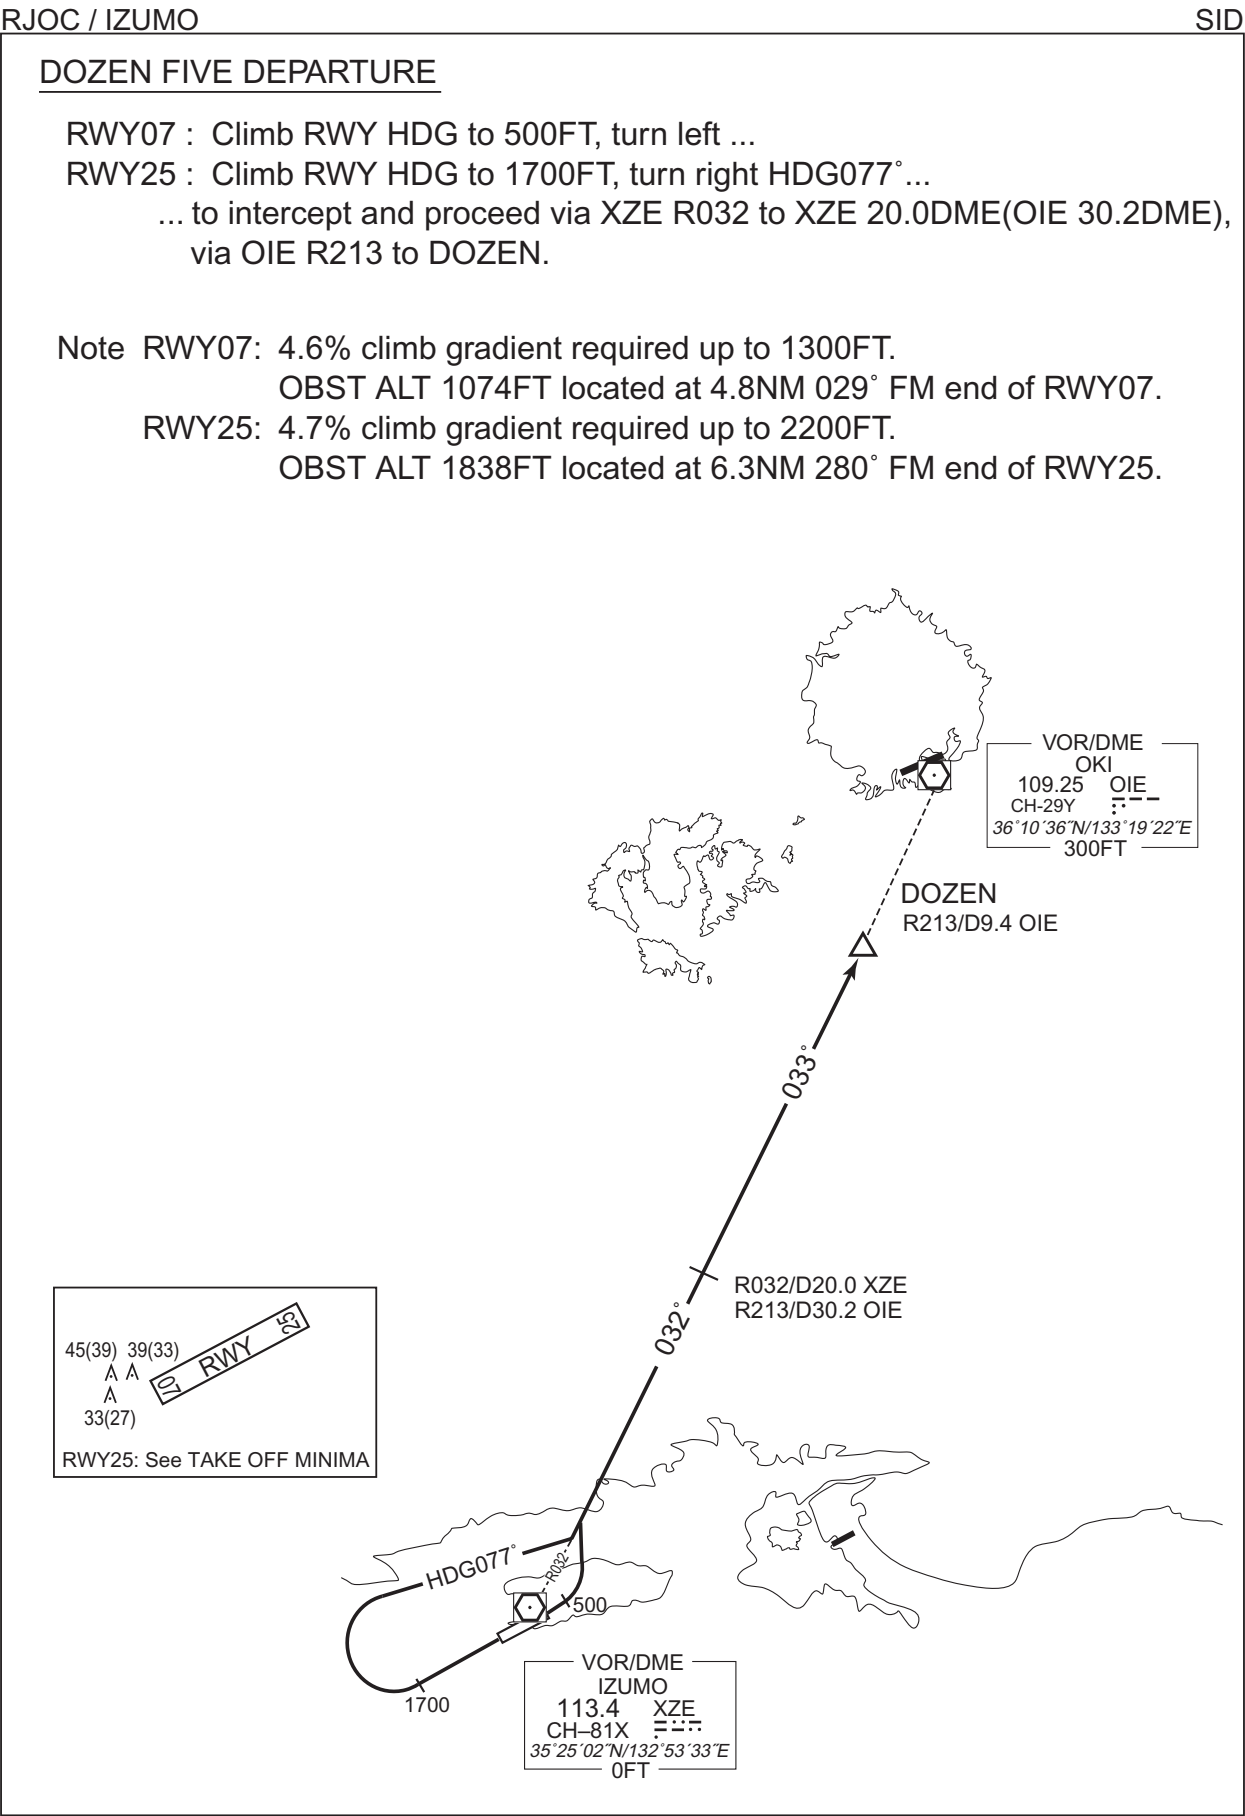 RJOC / IZUMO
SID
DOZEN FIVE DEPARTURE
RWY07 : Climb RWY HDG to 500FT, turn left ...
RWY25 : Climb RWY HDG to 1700FT, turn right HDG077°...
... to intercept and proceed via XZE R032 to XZE 20.0DME(OIE 30.2DME),
via OIE R213 to DOZEN.
Note RWY07: 4.6% climb gradient required up to 1300FT.
OBST ALT 1074FT located at 4.8NM 029° FM end of RWY07.
RWY25: 4.7% climb gradient required up to 2200FT.
OBST ALT 1838FT located at 6.3NM 280° FM end of RWY25.
VOR/DME
OKI
109.25 OIE
CH-29Y
36°10´36˝N/133°19´22˝E
300FT
DOZEN
R213/D9.4 OIE
033°
R032/D20.0 XZE
R213/D30.2 OIE
032°
45(39) 39(33)
33(27)
07 RWY 25
RWY25: See TAKE OFF MINIMA
HDG077°
R032
500
1700
VOR/DME
IZUMO
113.4 XZE
CH–81X
35°25´02˝N/132°53´33˝E
0FT